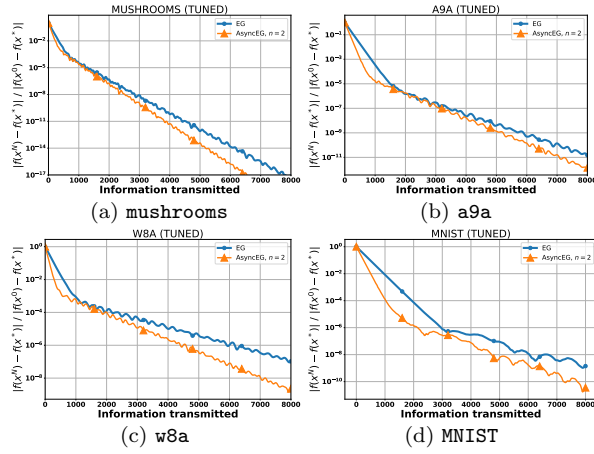 MUSHROOMS (TUNED)
|f(x^N) − f(x^*)| / |f(x^0) − f(x^*)|
10^-2
10^-5
10^-8
10^-11
10^-14
10^-17
EG
AsyncEG, n = 2
0 1000 2000 3000 4000 5000 6000 7000 8000
Information transmitted
(a) mushrooms
A9A (TUNED)
|f(x^N) − f(x^*)| / |f(x^0) − f(x^*)|
10^-1
10^-3
10^-5
10^-7
10^-9
10^-11
EG
AsyncEG, n = 2
0 1000 2000 3000 4000 5000 6000 7000 8000
Information transmitted
(b) a9a
W8A (TUNED)
|f(x^N) − f(x^*)| / |f(x^0) − f(x^*)|
10^0
10^-2
10^-4
10^-6
10^-8
EG
AsyncEG, n = 2
0 1000 2000 3000 4000 5000 6000 7000 8000
Information transmitted
(c) w8a
MNIST (TUNED)
|f(x^N) − f(x^*)| / |f(x^0) − f(x^*)|
10^0
10^-2
10^-4
10^-6
10^-8
10^-10
EG
AsyncEG, n = 2
0 1000 2000 3000 4000 5000 6000 7000 8000
Information transmitted
(d) MNIST